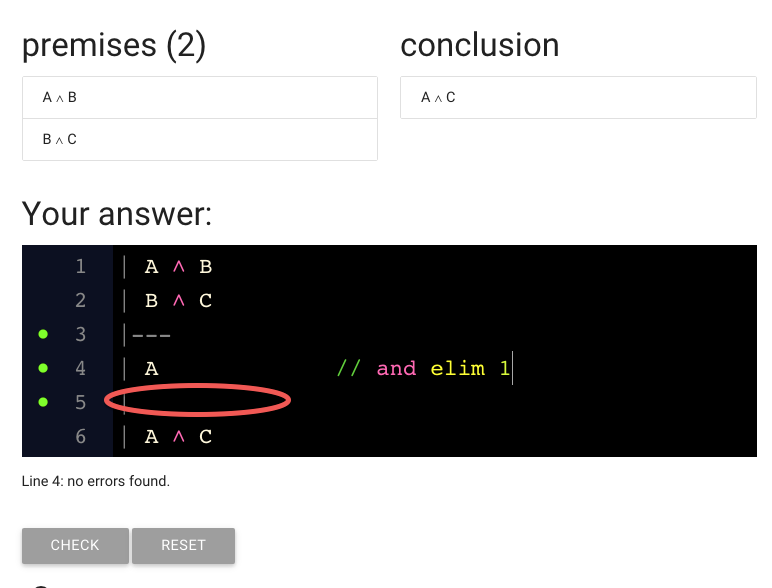 premises (2)
conclusion
A ∧ B
A ∧ C
B ∧ C
Your answer:
1 | A ∧ B
2 | B ∧ C
3 |---
4 | A // and elim 1
5 |
6 | A ∧ C
Line 4: no errors found.
CHECK RESET